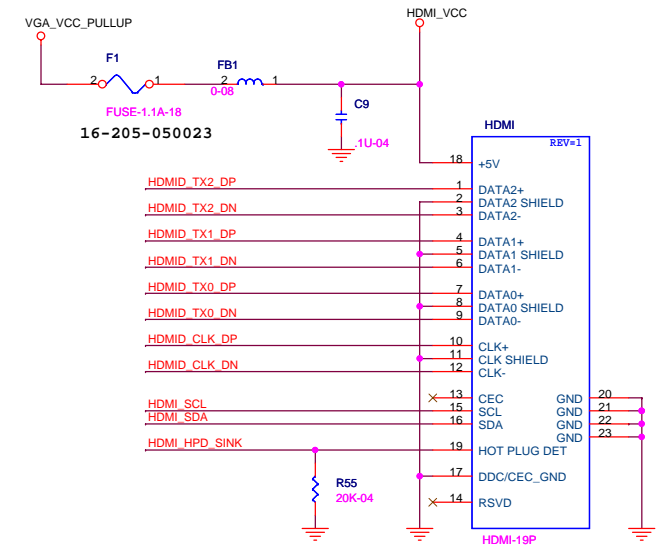 VGA_VCC_PULLUP
HDMI_VCC
F1
FB1
2 1
2 1
0-08
FUSE-1.1A-18
16-205-050023
C9
.1U-04
HDMI
REV=1
18 +5V
HDMID_TX2_DP 1 DATA2+
2 DATA2 SHIELD
HDMID_TX2_DN 3 DATA2-
HDMID_TX1_DP 4 DATA1+
5 DATA1 SHIELD
HDMID_TX1_DN 6 DATA1-
HDMID_TX0_DP 7 DATA0+
8 DATA0 SHIELD
HDMID_TX0_DN 9 DATA0-
HDMID_CLK_DP 10 CLK+
11 CLK SHIELD
HDMID_CLK_DN 12 CLK-
13 CEC GND 20
HDMI_SCL 15 SCL GND 21
HDMI_SDA 16 SDA GND 22
GND 23
HDMI_HPD_SINK 19 HOT PLUG DET
17 DDC/CEC_GND
R55
20K-04
14 RSVD
HDMI-19P